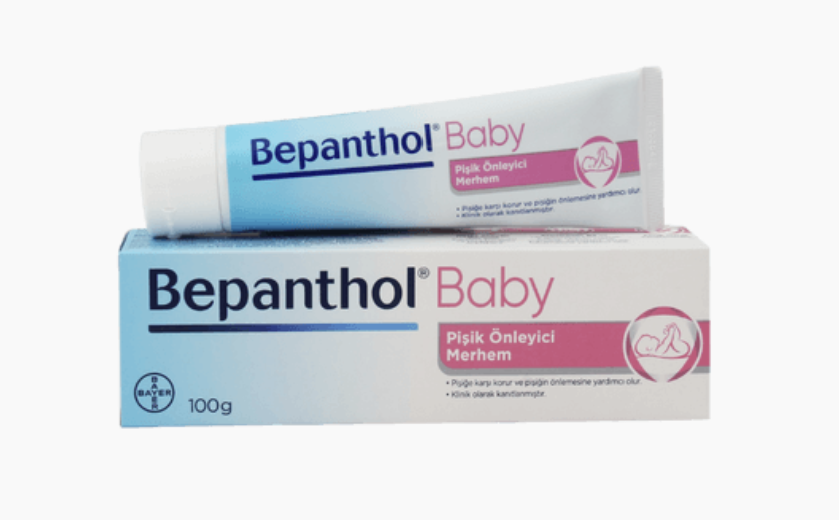 Bepanthol® Baby
Pişik Önleyici
Merhem
• Pişiğe karşı korur ve pişiğin önlemesine yardımcı olur.
• Klinik olarak kanıtlanmıştır.
Bepanthol® Baby
Pişik Önleyici
Merhem
• Pişiğe karşı korur ve pişiğin önlemesine yardımcı olur.
• Klinik olarak kanıtlanmıştır.
BAYER
BAYER
100g